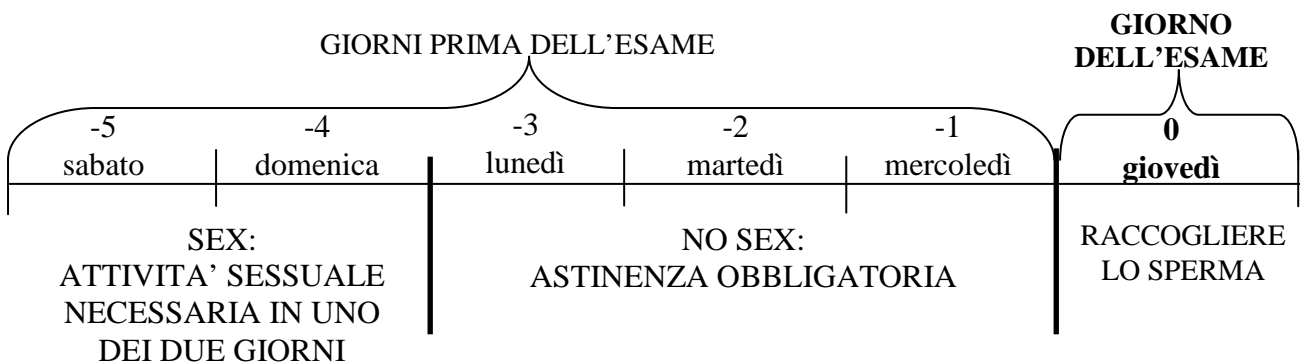 GIORNI PRIMA DELL’ESAME
GIORNO
DELL’ESAME
-5 -4 -3 -2 -1 0
sabato domenica lunedì martedì mercoledì giovedì
SEX:
ATTIVITA’ SESSUALE
NECESSARIA IN UNO
DEI DUE GIORNI
NO SEX:
ASTINENZA OBBLIGATORIA
RACCOGLIERE
LO SPERMA